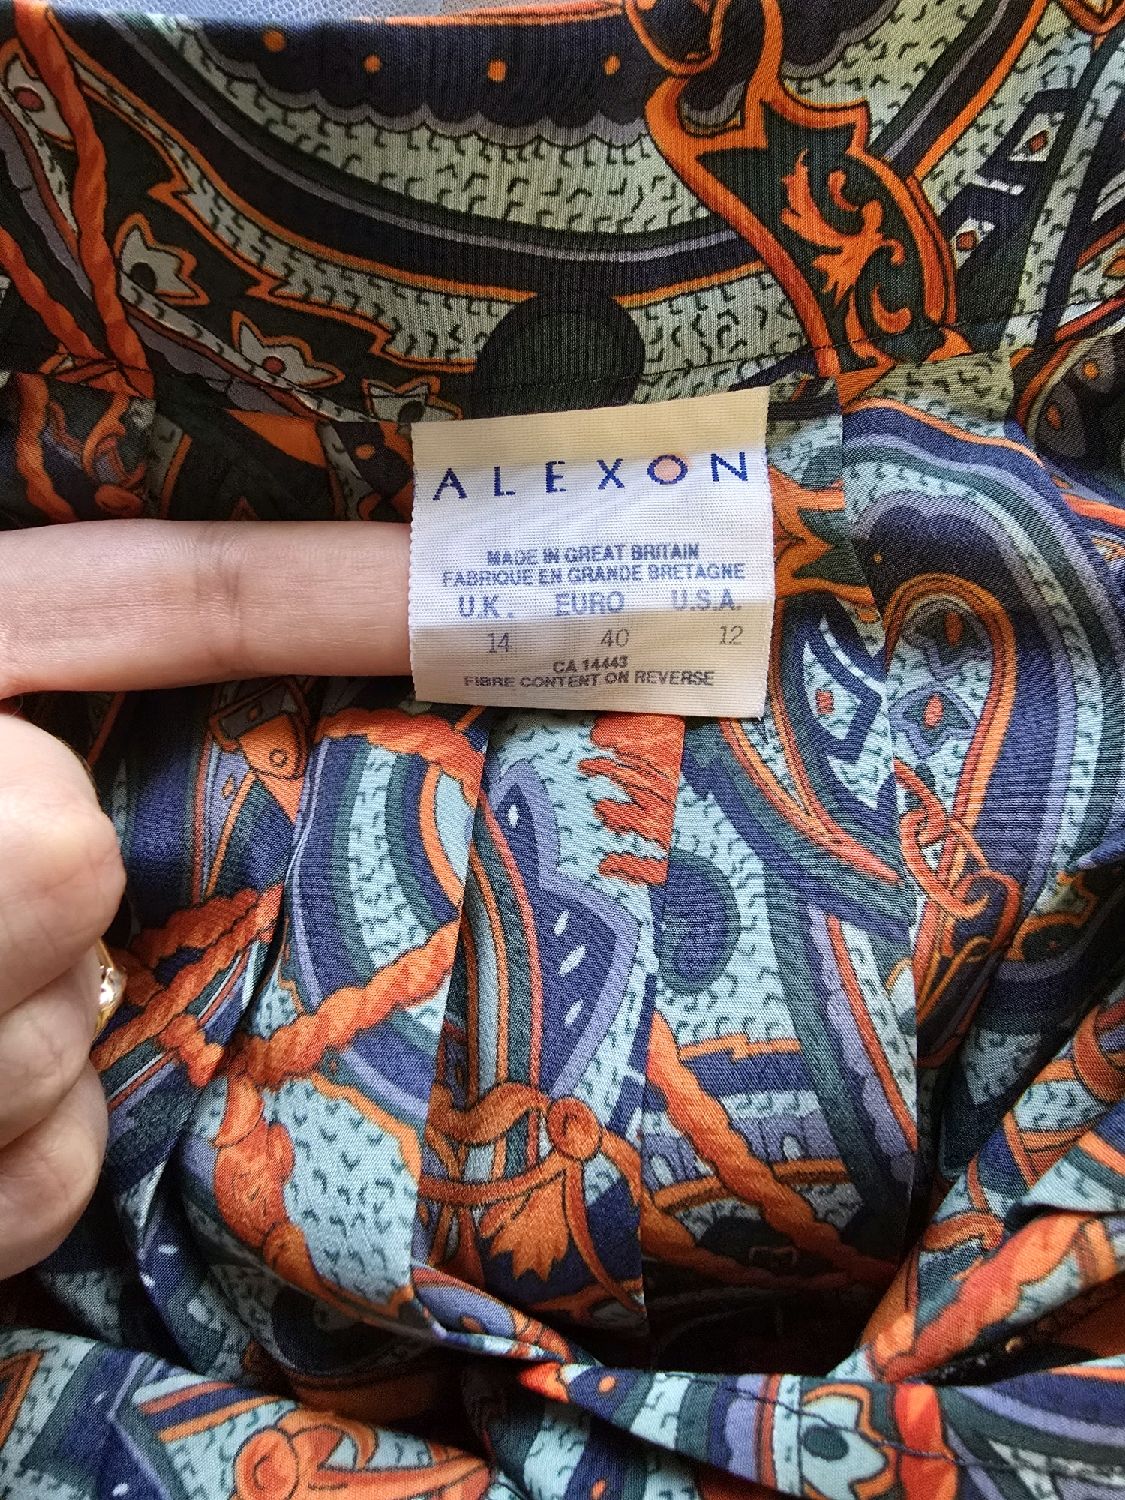 ALEXON
MADE IN GREAT BRITAIN
FABRIQUE EN GRANDE BRETAGNE
U.K. EURO U.S.A.
14 40 12
CA 14443
FIBRE CONTENT ON REVERSE